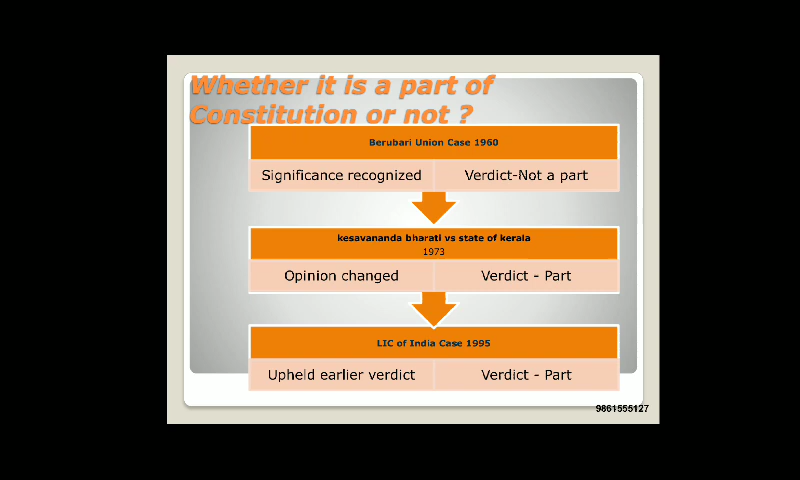 Whether it is a part of
Constitution or not ?
Berubari Union Case 1960
Significance recognized
Verdict-Not a part
kesavananda bharati vs state of kerala
1973
Opinion changed
Verdict - Part
LIC of India Case 1995
Upheld earlier verdict
Verdict - Part
9861555127